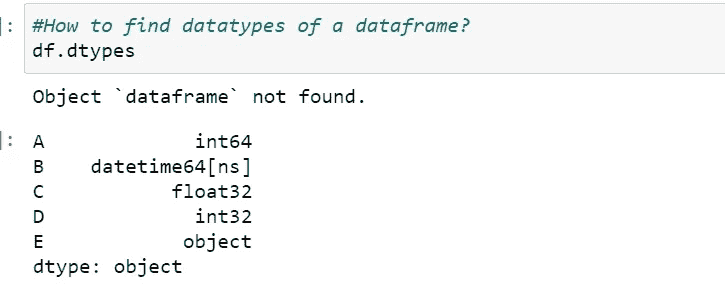 ]: #How to find datatypes of a dataframe?
df.dtypes
Object `dataframe` not found.
]: A int64
B datetime64[ns]
C float32
D int32
E object
dtype: object